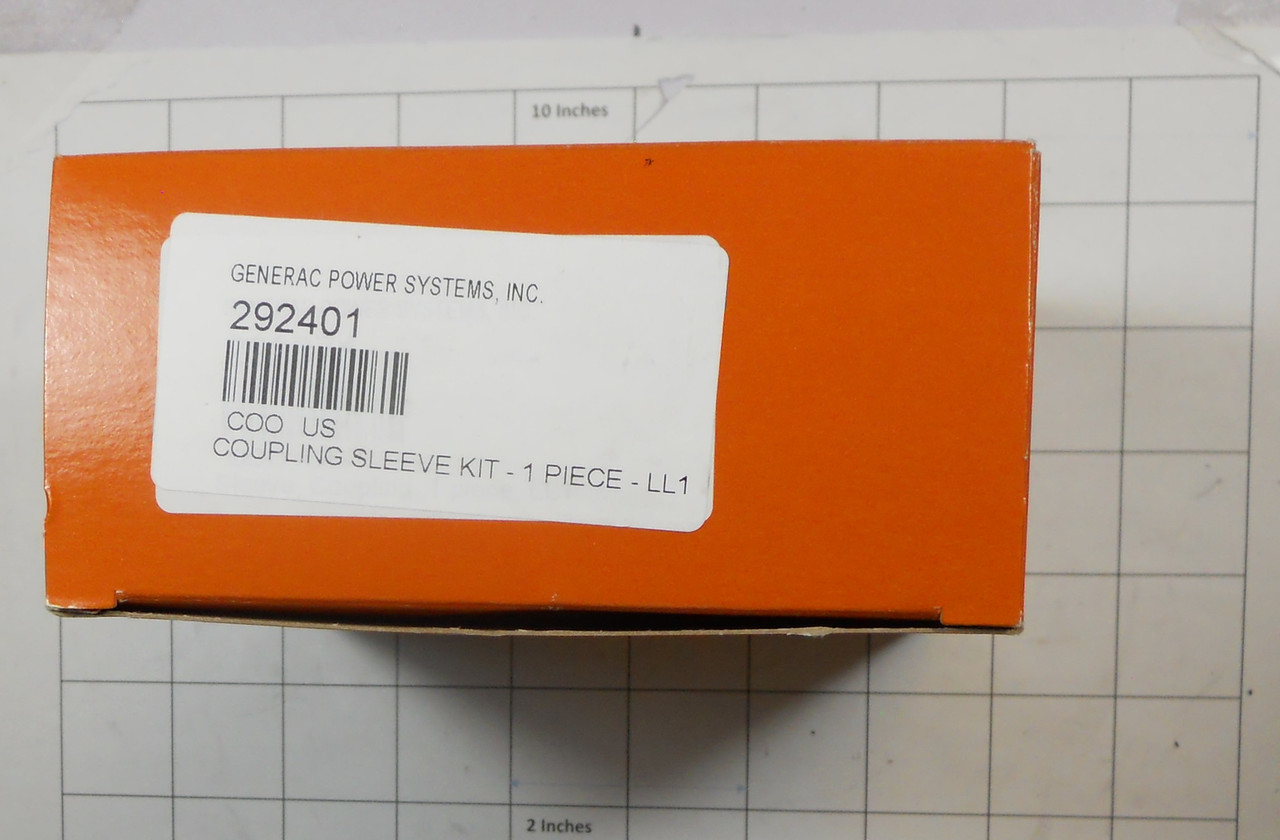 10 Inches
GENERAC POWER SYSTEMS, INC.
292401
COO US
COUPLING SLEEVE KIT - 1 PIECE - LL1
2 Inches